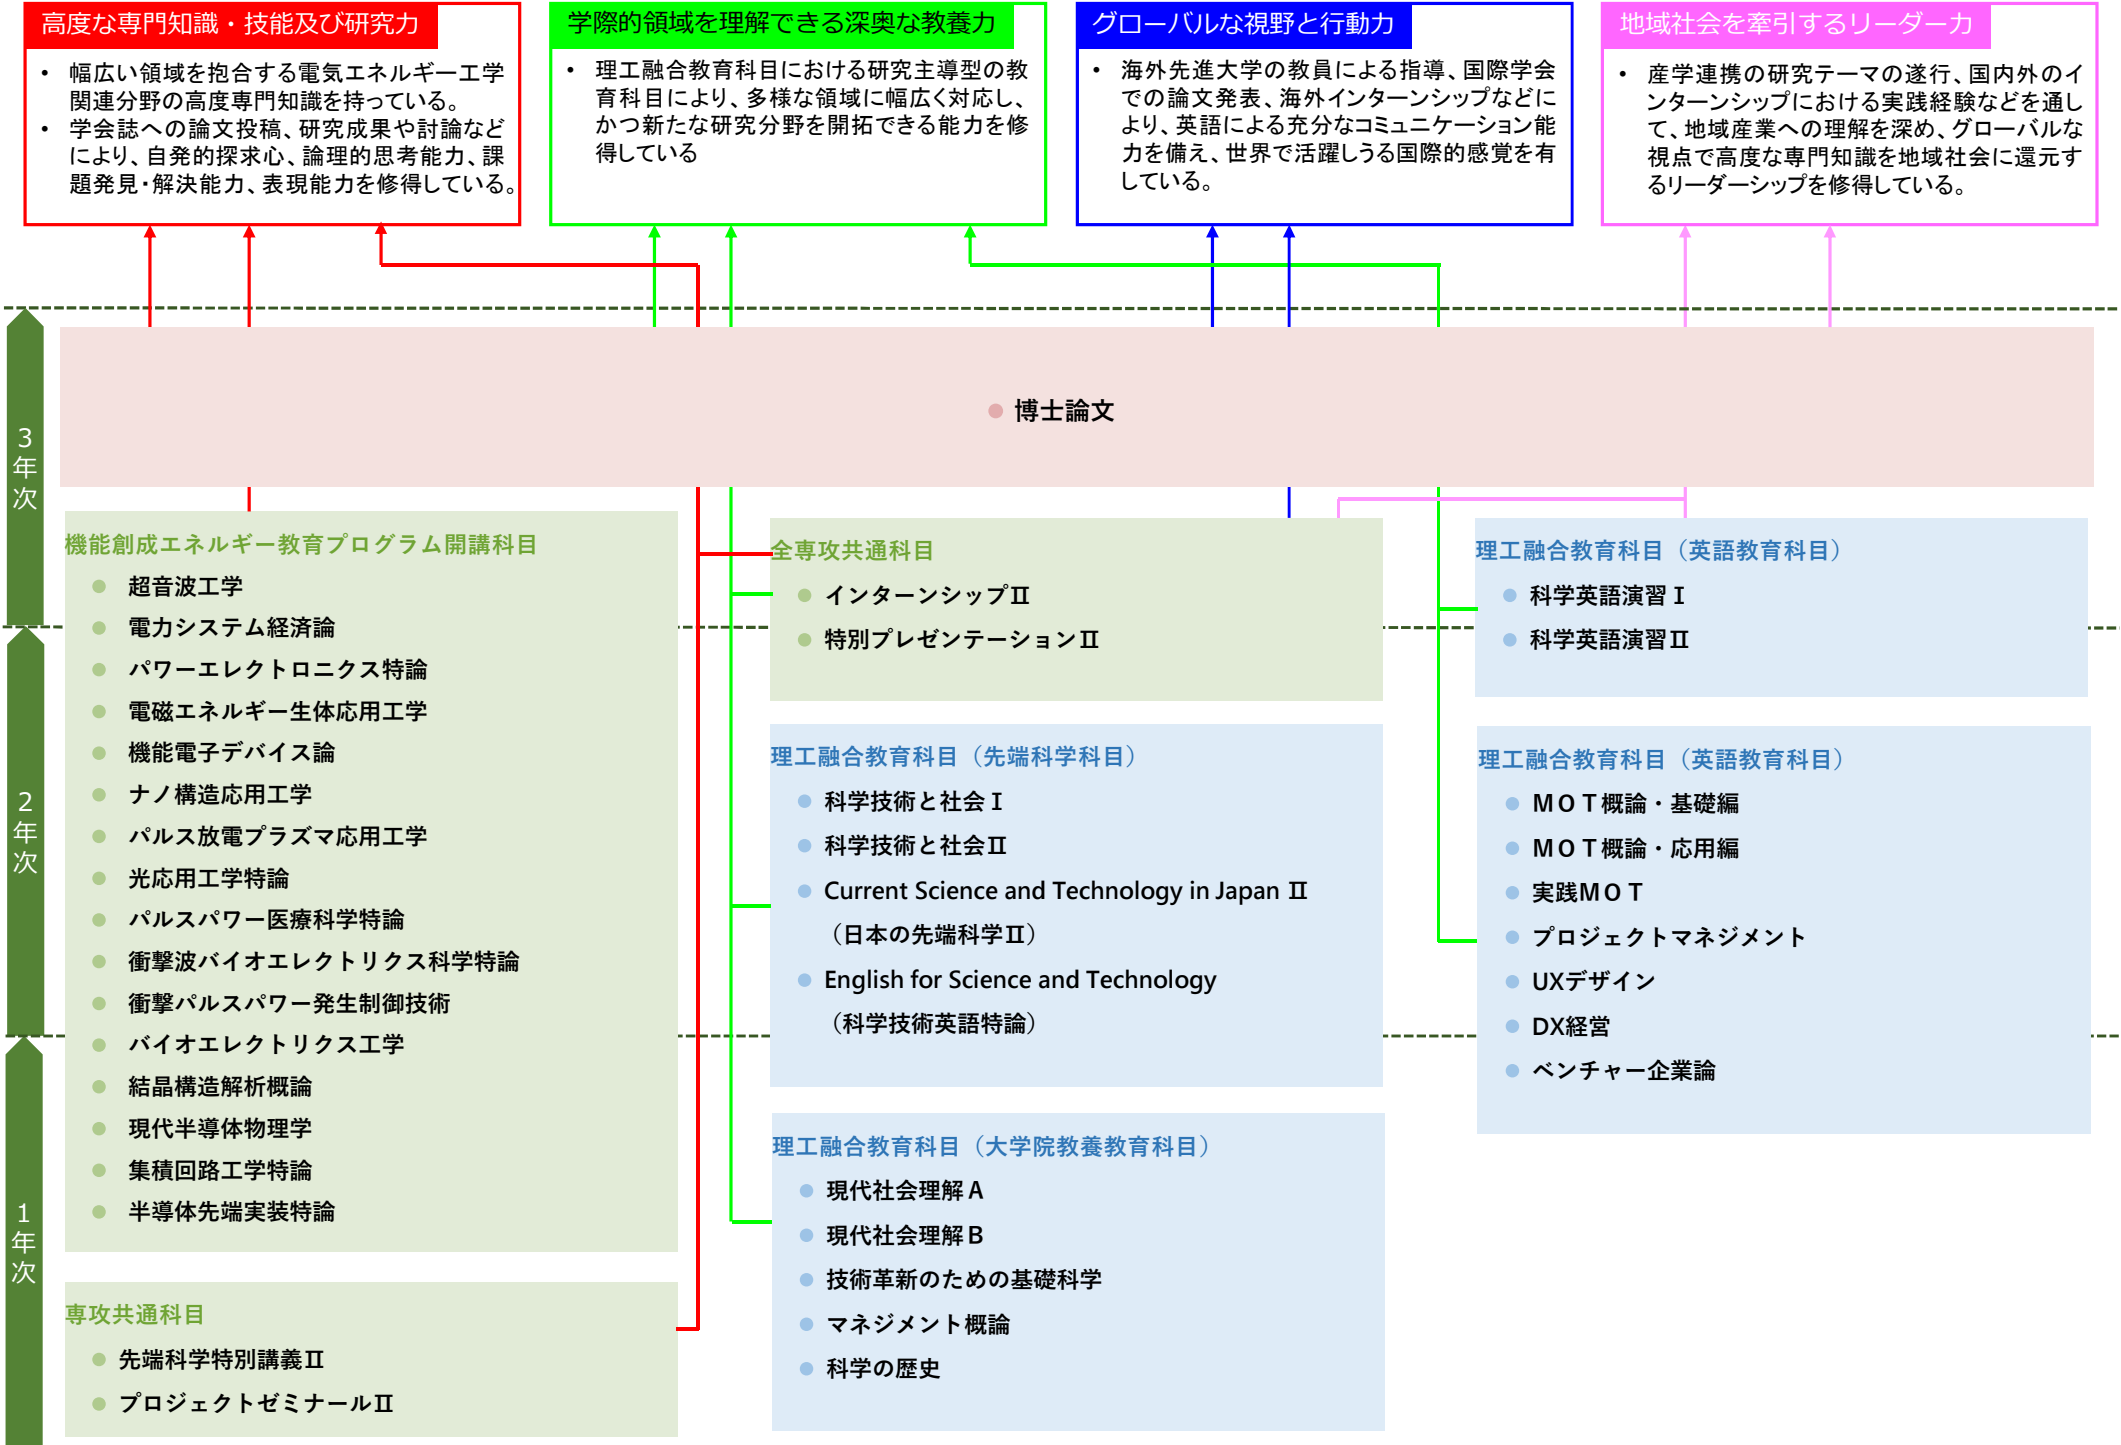 高度な専門知識・技能及び研究力
• 幅広い領域を抱合する電気エネルギー工学
関連分野の高度専門知識を持っている。
• 学会誌への論文投稿、研究成果や討論など
により、自発的探求心、論理的思考能力、課
題発見・解決能力、表現能力を修得している。
学際的領域を理解できる深奥な教養力
• 理工融合教育科目における研究主導型の教
育科目により、多様な領域に幅広く対応し、
かつ新たな研究分野を開拓できる能力を修
得している
グローバルな視野と行動力
• 海外先進大学の教員による指導、国際学会
での論文発表、海外インターンシップなどに
より、英語による充分なコミュニケーション能
力を備え、世界で活躍しうる国際的感覚を有
している。
地域社会を牽引するリーダー力
• 産学連携の研究テーマの遂行、国内外のイ
ンターンシップにおける実践経験などを通し
て、地域産業への理解を深め、グローバルな
視点で高度な専門知識を地域社会に還元す
るリーダーシップを修得している。
3年次
2年次
1年次
● 博士論文
機能創成エネルギー教育プログラム開講科目
● 超音波工学
● 電力システム経済論
● パワーエレクトロニクス特論
● 電磁エネルギー生体応用工学
● 機能電子デバイス論
● ナノ構造応用工学
● パルス放電プラズマ応用工学
● 光応用工学特論
● パルスパワー医療科学特論
● 衝撃波バイオエレクトリクス科学特論
● 衝撃パルスパワー発生制御技術
● バイオエレクトリクス工学
● 結晶構造解析概論
● 現代半導体物理学
● 集積回路工学特論
● 半導体先端実装特論
専攻共通科目
● 先端科学特別講義Ⅱ
● プロジェクトゼミナールⅡ
全専攻共通科目
● インターンシップⅡ
● 特別プレゼンテーションⅡ
理工融合教育科目（先端科学科目）
● 科学技術と社会Ⅰ
● 科学技術と社会Ⅱ
● Current Science and Technology in Japan Ⅱ
（日本の先端科学Ⅱ）
● English for Science and Technology
（科学技術英語特論）
理工融合教育科目（大学院教養教育科目）
● 現代社会理解Ａ
● 現代社会理解Ｂ
● 技術革新のための基礎科学
● マネジメント概論
● 科学の歴史
理工融合教育科目（英語教育科目）
● 科学英語演習Ⅰ
● 科学英語演習Ⅱ
理工融合教育科目（英語教育科目）
● ＭＯＴ概論・基礎編
● ＭＯＴ概論・応用編
● 実践ＭＯＴ
● プロジェクトマネジメント
● UXデザイン
● DX経営
● ベンチャー企業論